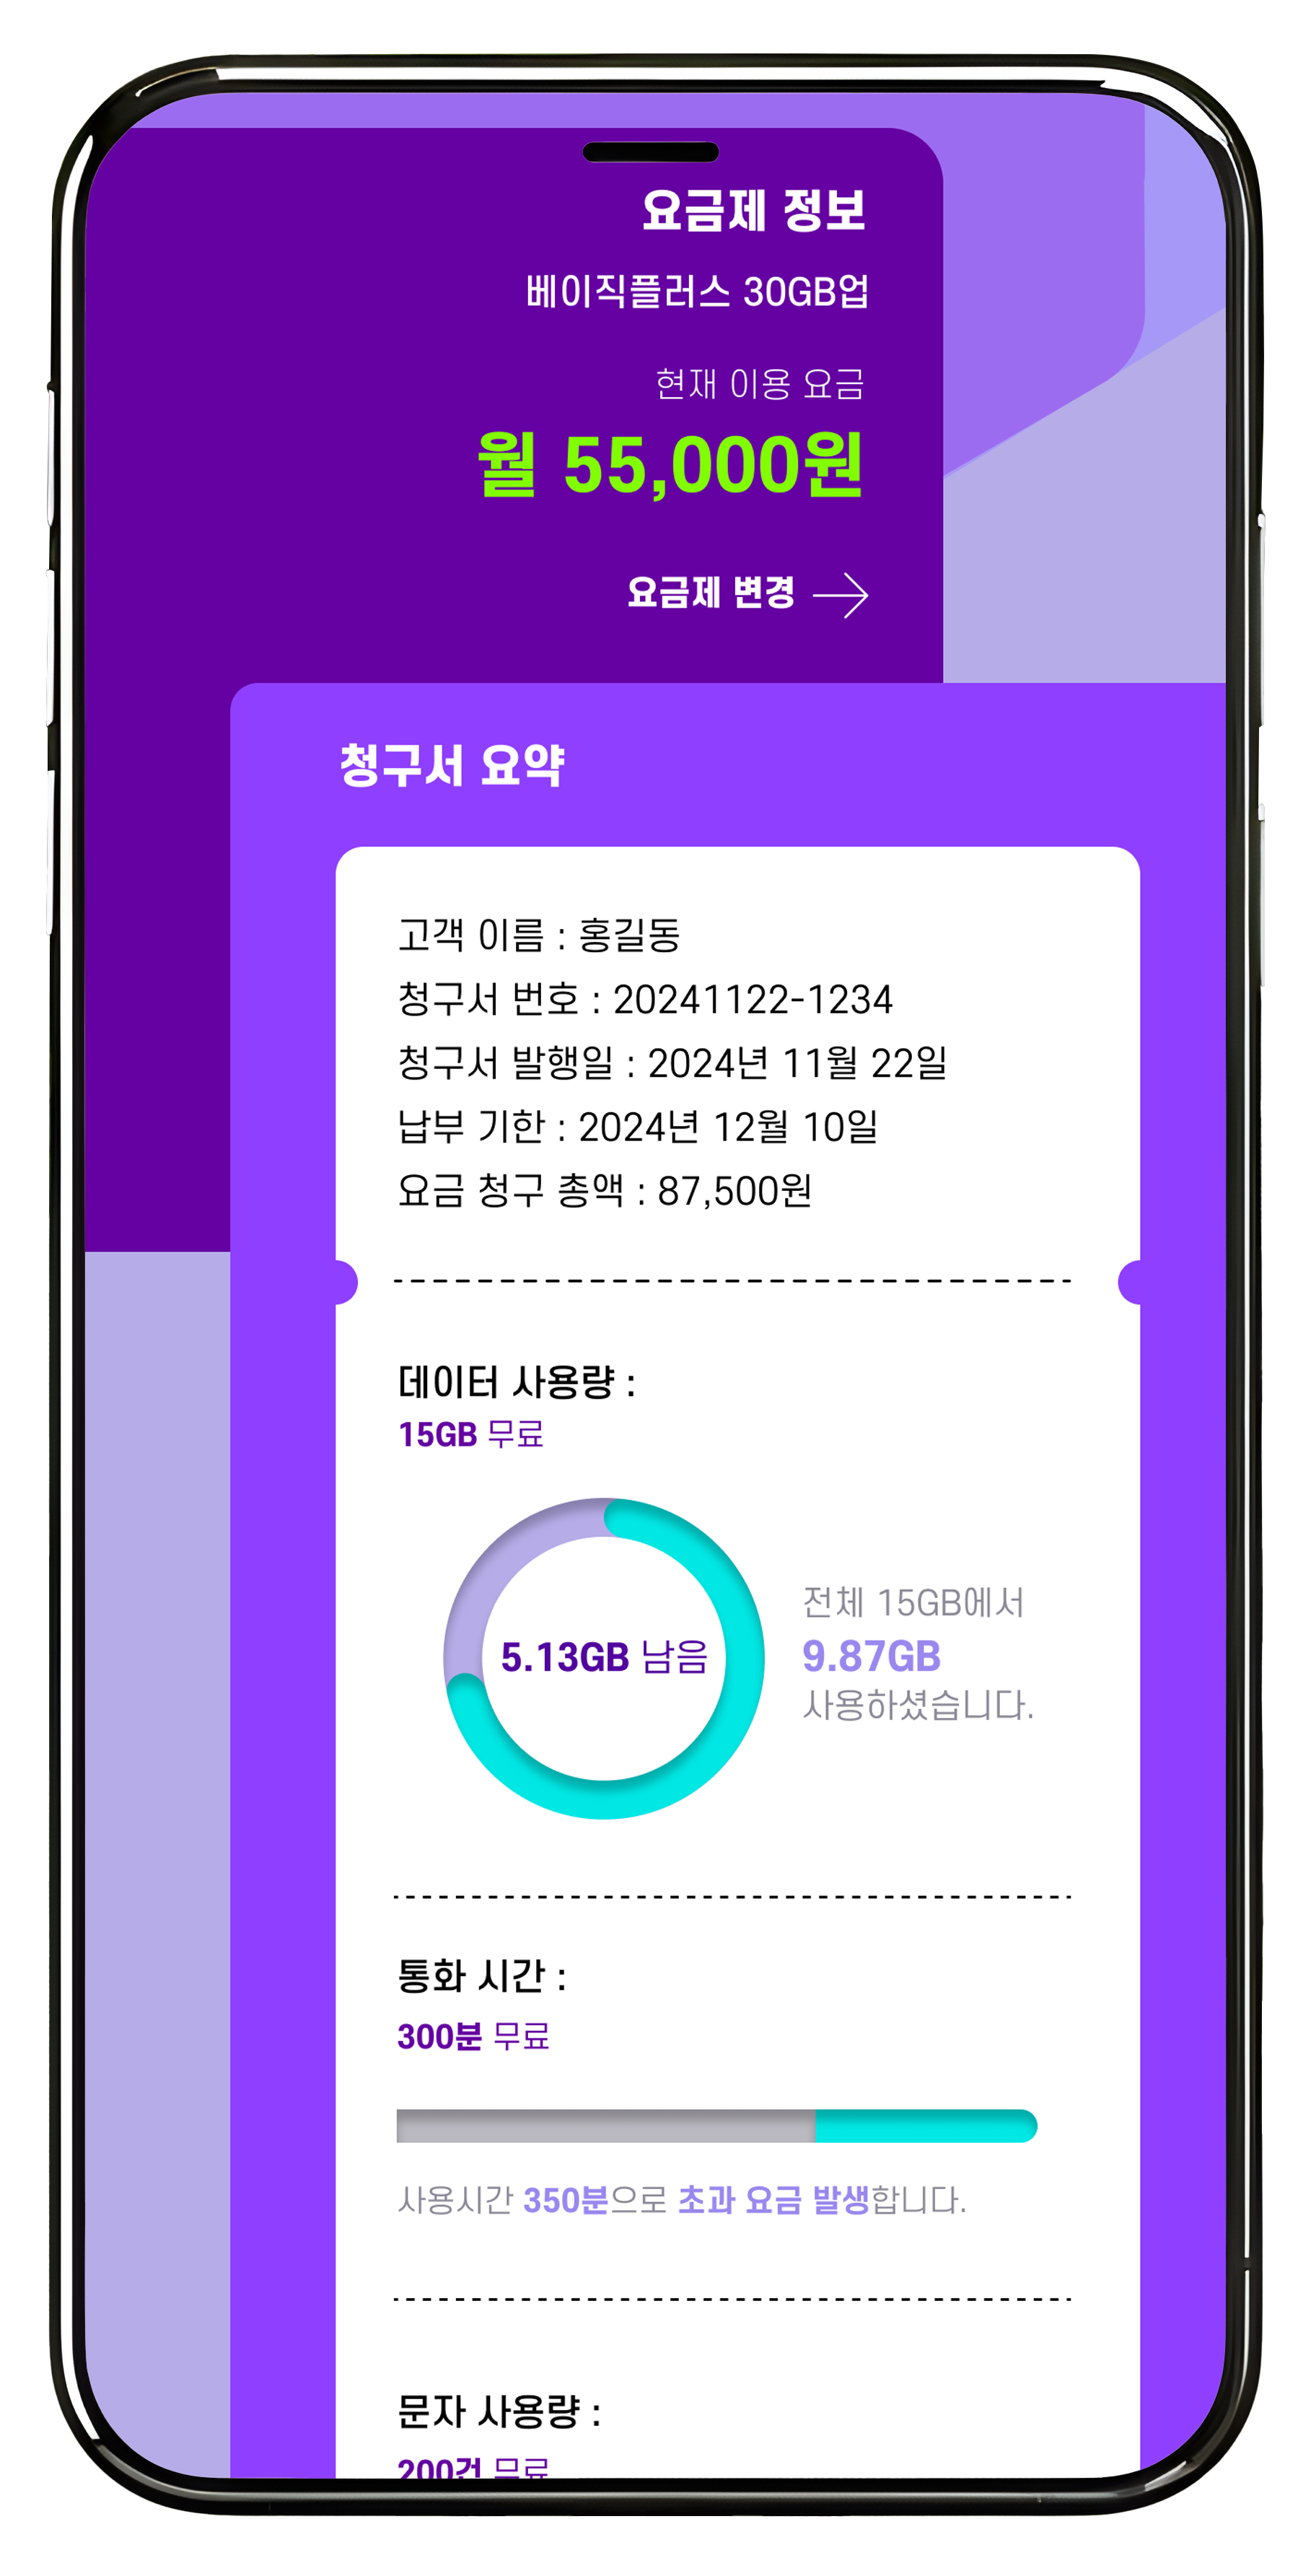 요금제 정보
베이직플러스 30GB업
현재 이용 요금
월 55,000원
요금제 변경
청구서 요약
고객 이름 : 홍길동
청구서 번호 : 20241122-1234
청구서 발행일 : 2024년 11월 22일
납부 기한 : 2024년 12월 10일
요금 청구 총액 : 87,500원
데이터 사용량 :
15GB 무료
5.13GB 남음
전체 15GB에서
9.87GB
사용하셨습니다.
통화 시간 :
300분 무료
사용시간 350분으로 초과 요금 발생합니다.
문자 사용량 :
200건 무료